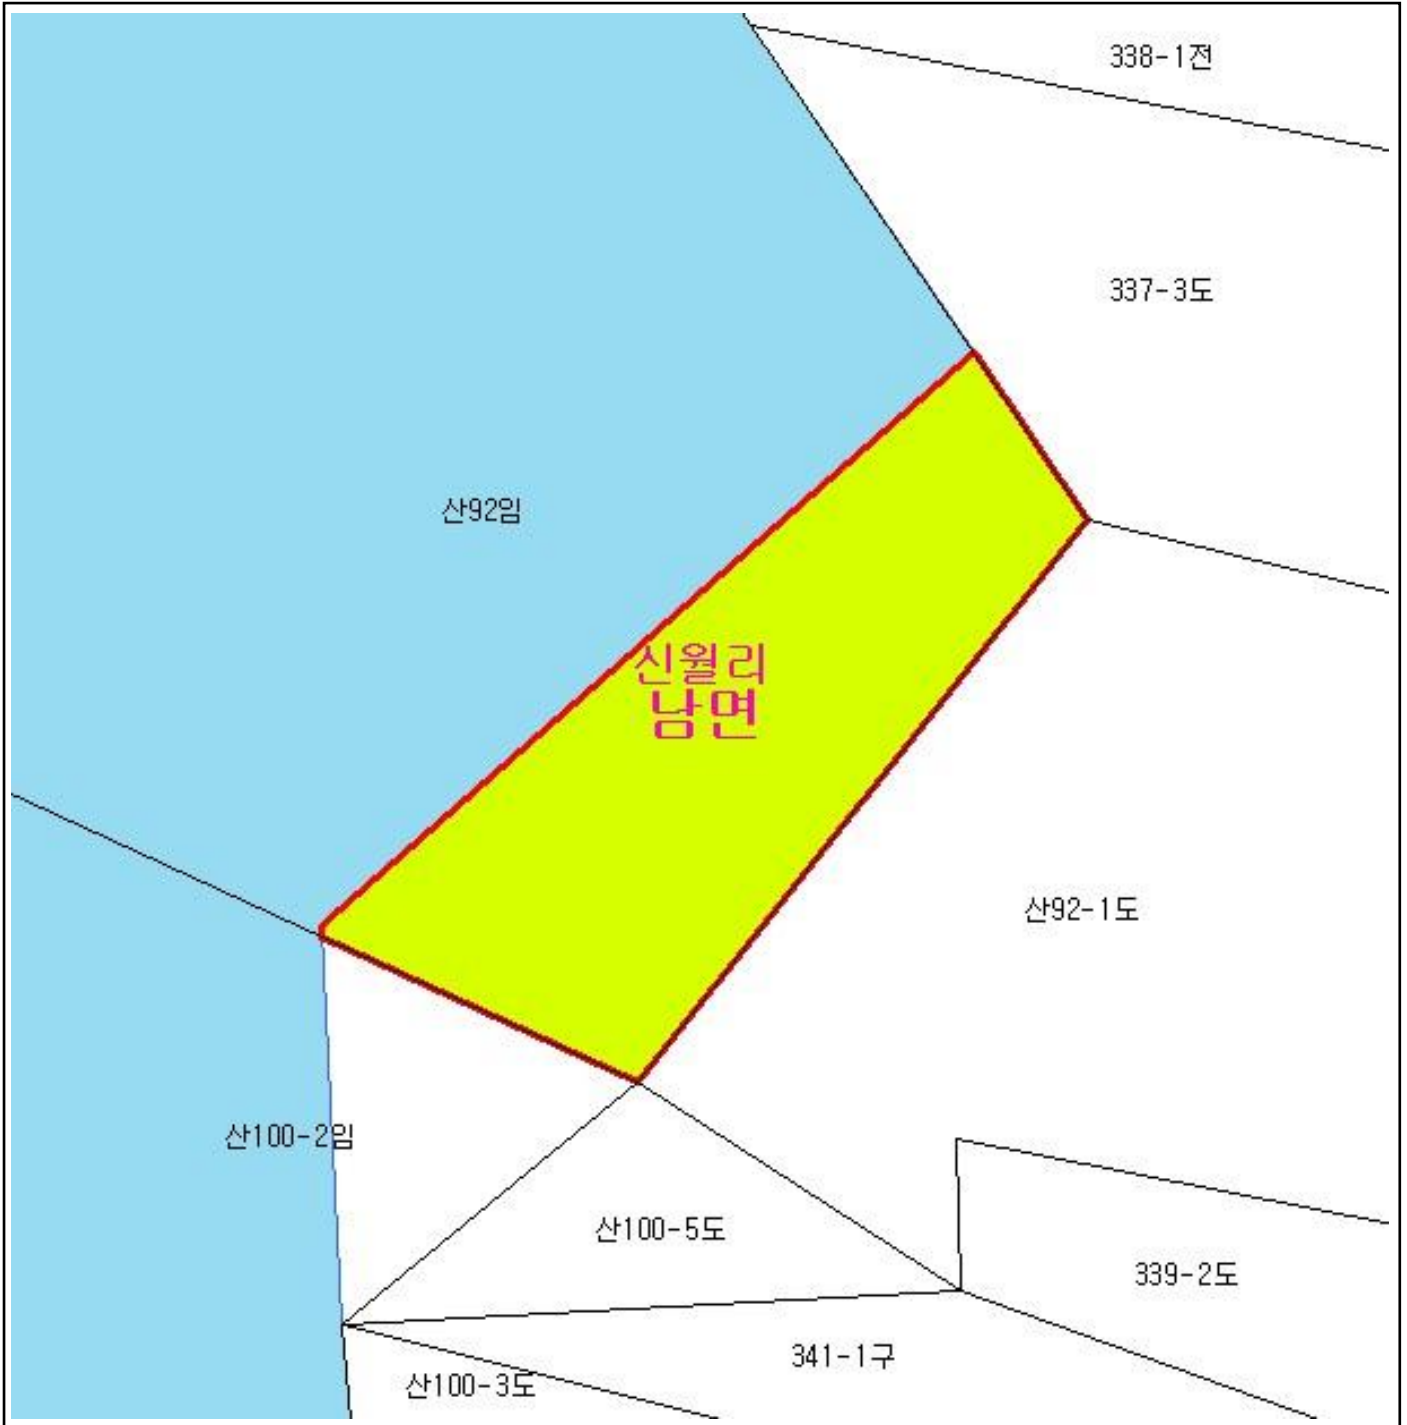 338-1전
337-3도
산92임
신월리
남면
산92-1도
산100-2임
산100-5도
339-2도
341-1구
산100-3도